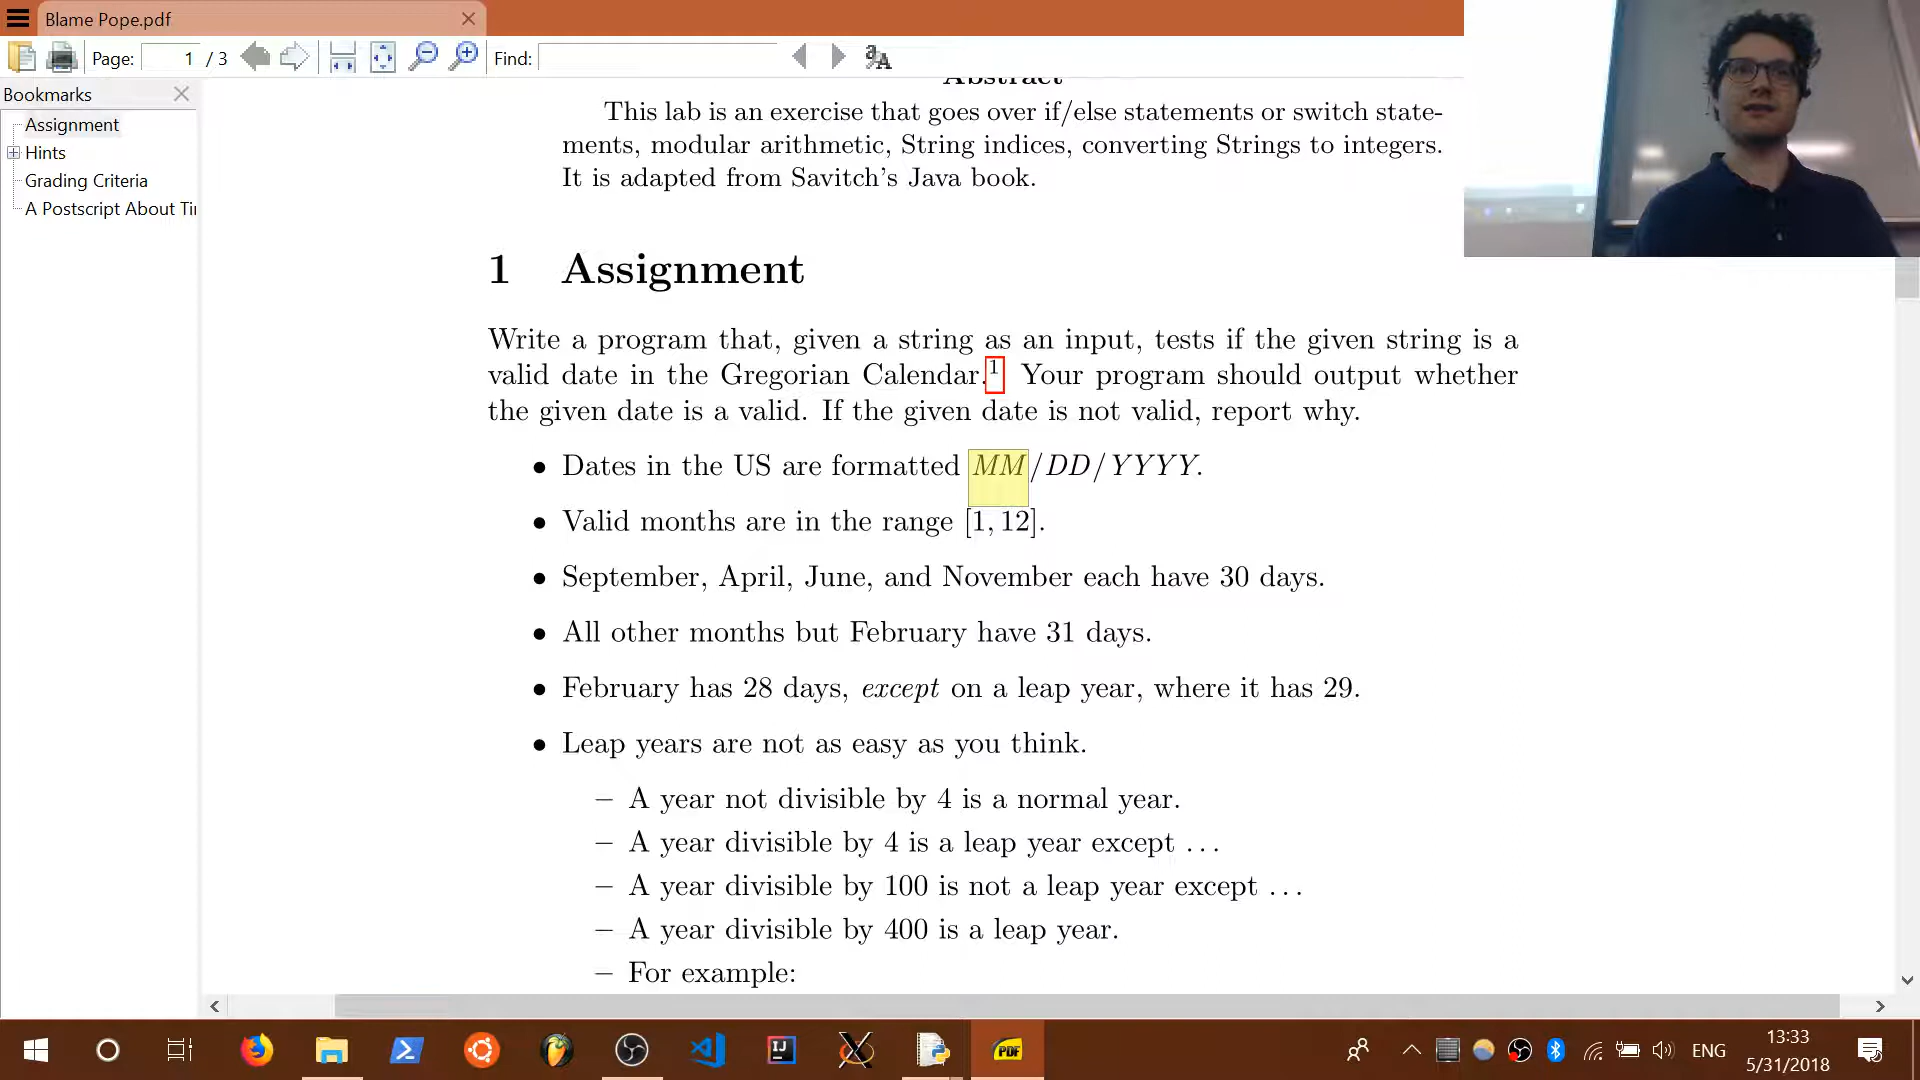 Blame Pope.pdf
Page: 1 / 3 Find:
Bookmarks
Assignment
Hints
Grading Criteria
A Postscript About Ti
Abstract
This lab is an exercise that goes over if/else statements or switch state-
ments, modular arithmetic, String indices, converting Strings to integers.
It is adapted from Savitch's Java book.
1 Assignment
Write a program that, given a string as an input, tests if the given string is a
valid date in the Gregorian Calendar.1 Your program should output whether
the given date is a valid. If the given date is not valid, report why.
• Dates in the US are formatted MM/DD/YYYY.
• Valid months are in the range [1, 12].
• September, April, June, and November each have 30 days.
• All other months but February have 31 days.
• February has 28 days, except on a leap year, where it has 29.
• Leap years are not as easy as you think.
– A year not divisible by 4 is a normal year.
– A year divisible by 4 is a leap year except . . .
– A year divisible by 100 is not a leap year except . . .
– A year divisible by 400 is a leap year.
– For example:
IJ
PDF
ENG
13:33
5/31/2018